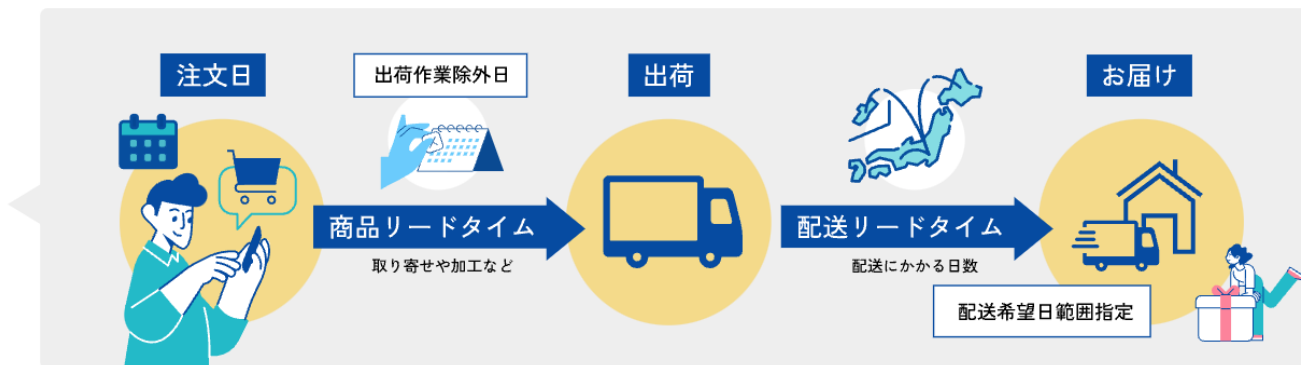 注文日
出荷作業除外日
商品リードタイム
取り寄せや加工など
出荷
配送リードタイム
配送にかかる日数
お届け
配送希望日範囲指定